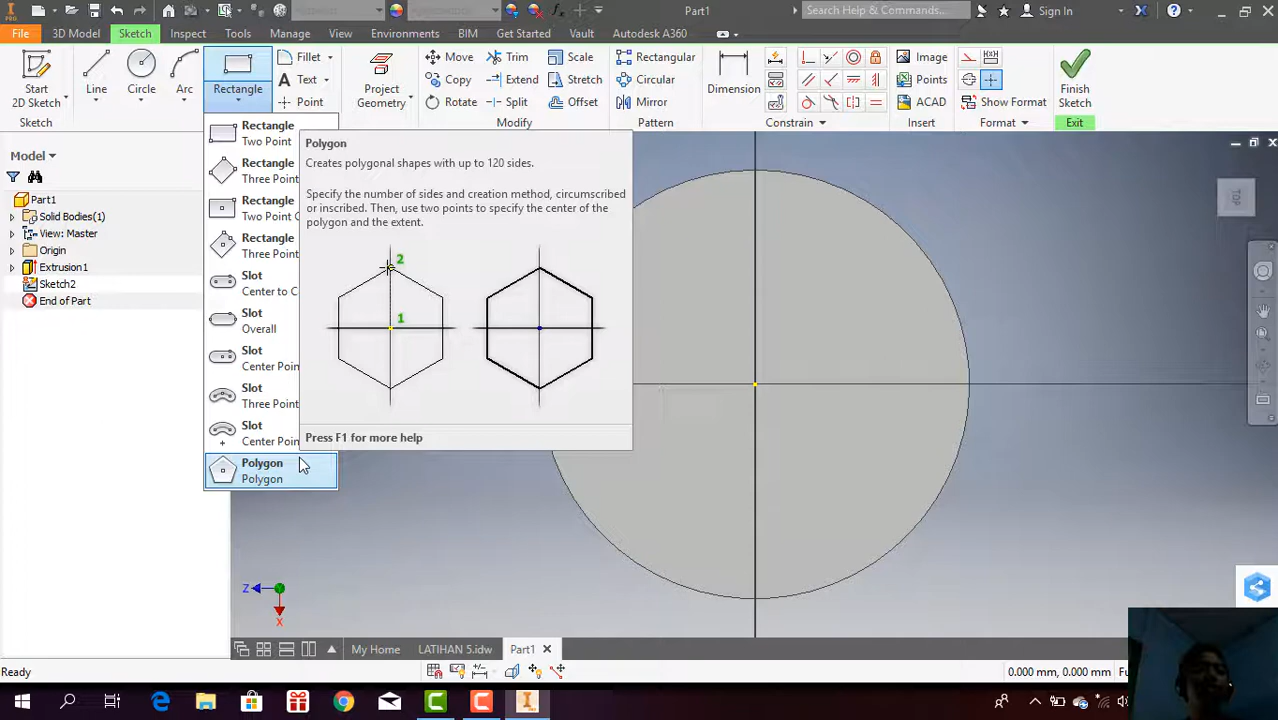 Part1
Search Help & Commands...
Sign In
File
3D Model
Sketch
Inspect
Tools
Manage
View
Environments
BIM
Get Started
Vault
Autodesk A360
Start
2D Sketch
Line
Circle
Arc
Rectangle
Fillet
Text
Point
Project
Geometry
Move
Copy
Rotate
Trim
Extend
Split
Scale
Stretch
Offset
Rectangular
Circular
Mirror
Dimension
Image
Points
ACAD
Show Format
Finish
Sketch
Sketch
Modify
Pattern
Constrain
Insert
Format
Exit
Model
Part1
Solid Bodies(1)
View: Master
Origin
Extrusion1
Sketch2
End of Part
Rectangle
Two Point
Rectangle
Three Point
Rectangle
Two Point C
Rectangle
Three Point
Slot
Center to C
Slot
Overall
Slot
Center Point
Slot
Three Point
Slot
Center Poin
Polygon
Polygon
Polygon
Creates polygonal shapes with up to 120 sides.
Specify the number of sides and creation method, circumscribed
or inscribed. Then, use two points to specify the center of the
polygon and the extent.
2
1
Press F1 for more help
TOP
Z
X
My Home
LATIHAN 5.idw
Part1
Ready
0.000 mm, 0.000 mm